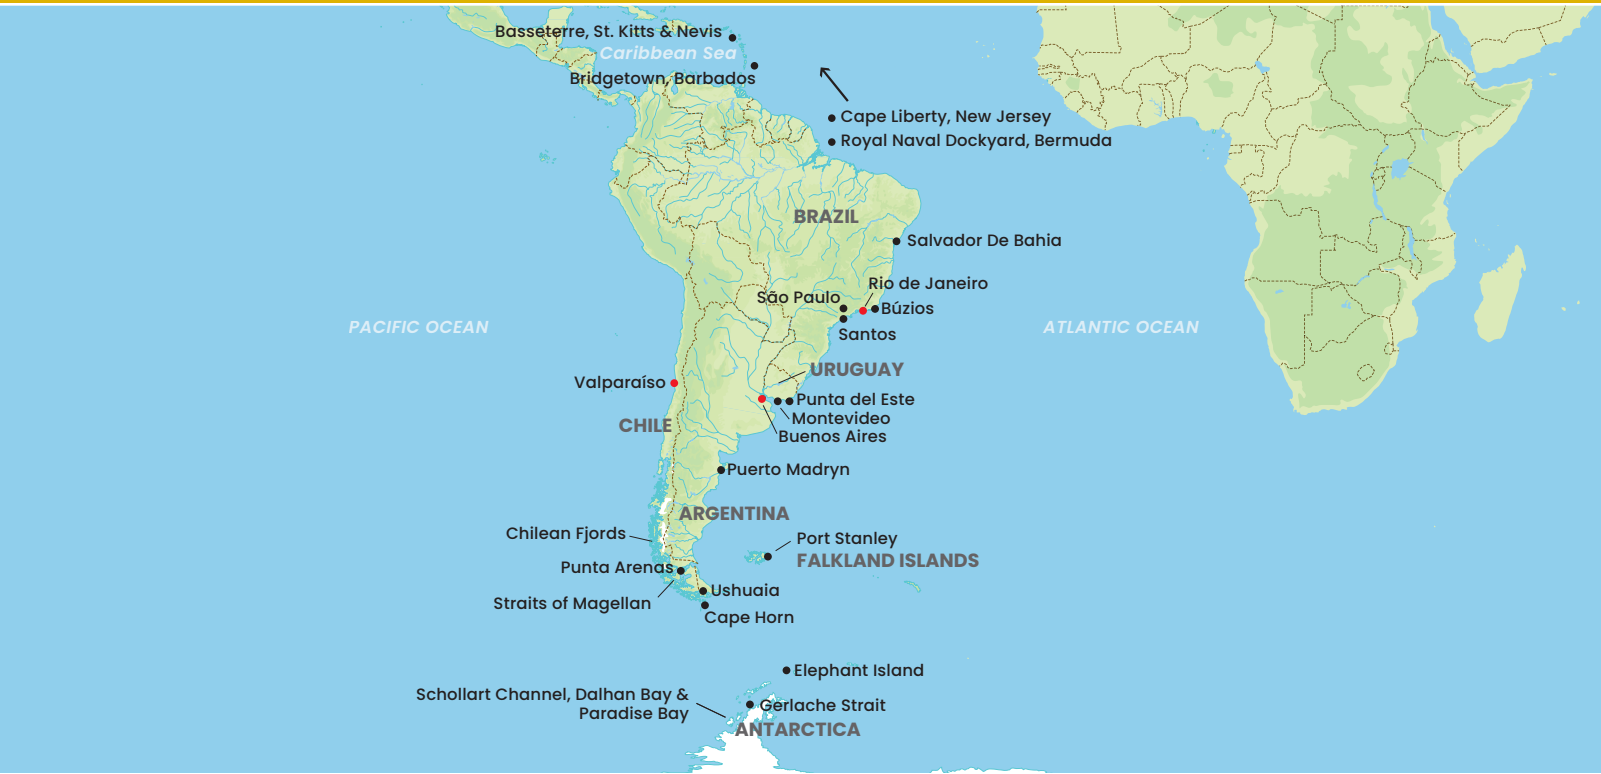 Basseterre, St. Kitts & Nevis
Caribbean Sea
Bridgetown, Barbados
Cape Liberty, New Jersey
Royal Naval Dockyard, Bermuda
BRAZIL
Salvador De Bahia
Rio de Janeiro
São Paulo
Búzios
Santos
PACIFIC OCEAN
ATLANTIC OCEAN
URUGUAY
Valparaíso
Punta del Este
Montevideo
CHILE
Buenos Aires
Puerto Madryn
ARGENTINA
Chilean Fjords
Port Stanley
FALKLAND ISLANDS
Punta Arenas
Ushuaia
Straits of Magellan
Cape Horn
Elephant Island
Schollart Channel, Dalhan Bay &
Paradise Bay
Gerlache Strait
ANTARCTICA